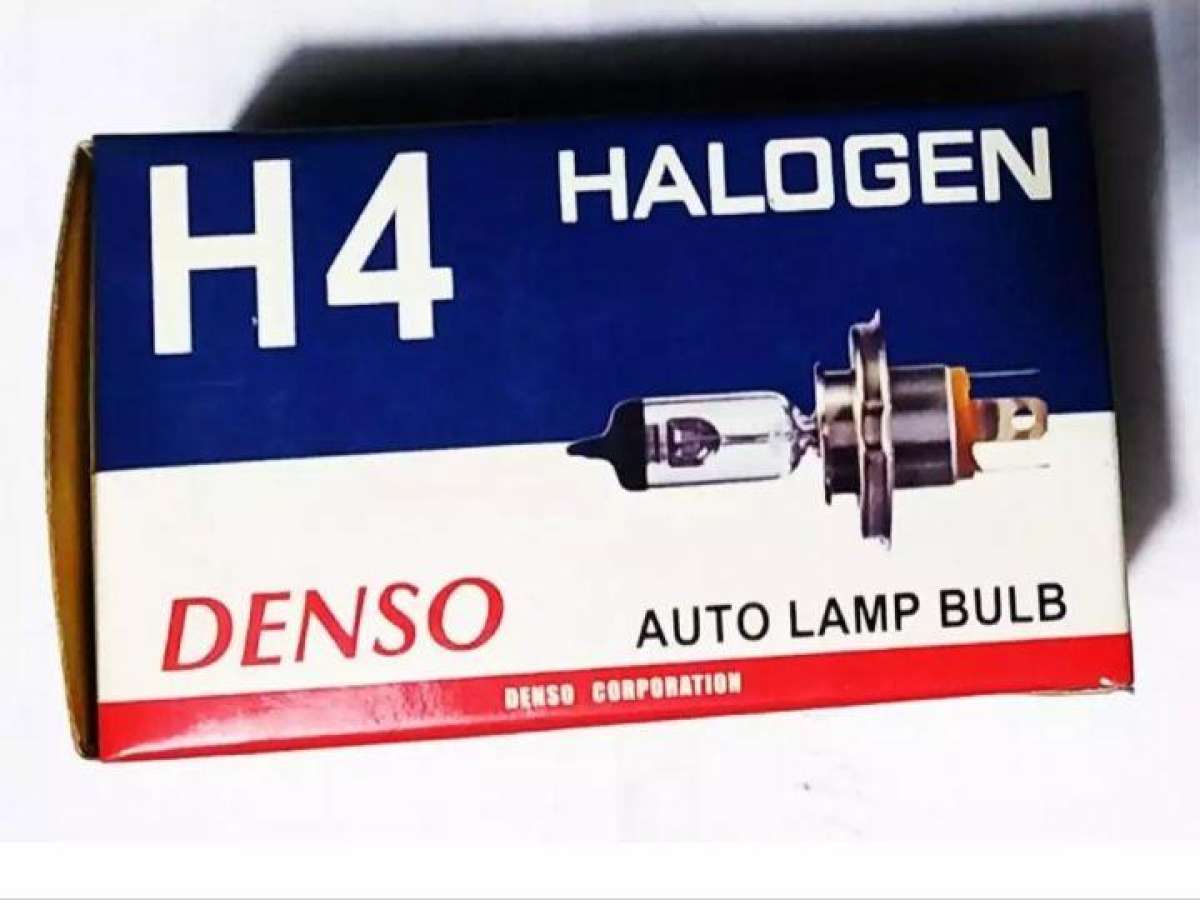 H4 HALOGEN
DENSO
AUTO LAMP BULB
DENSO CORPORATION